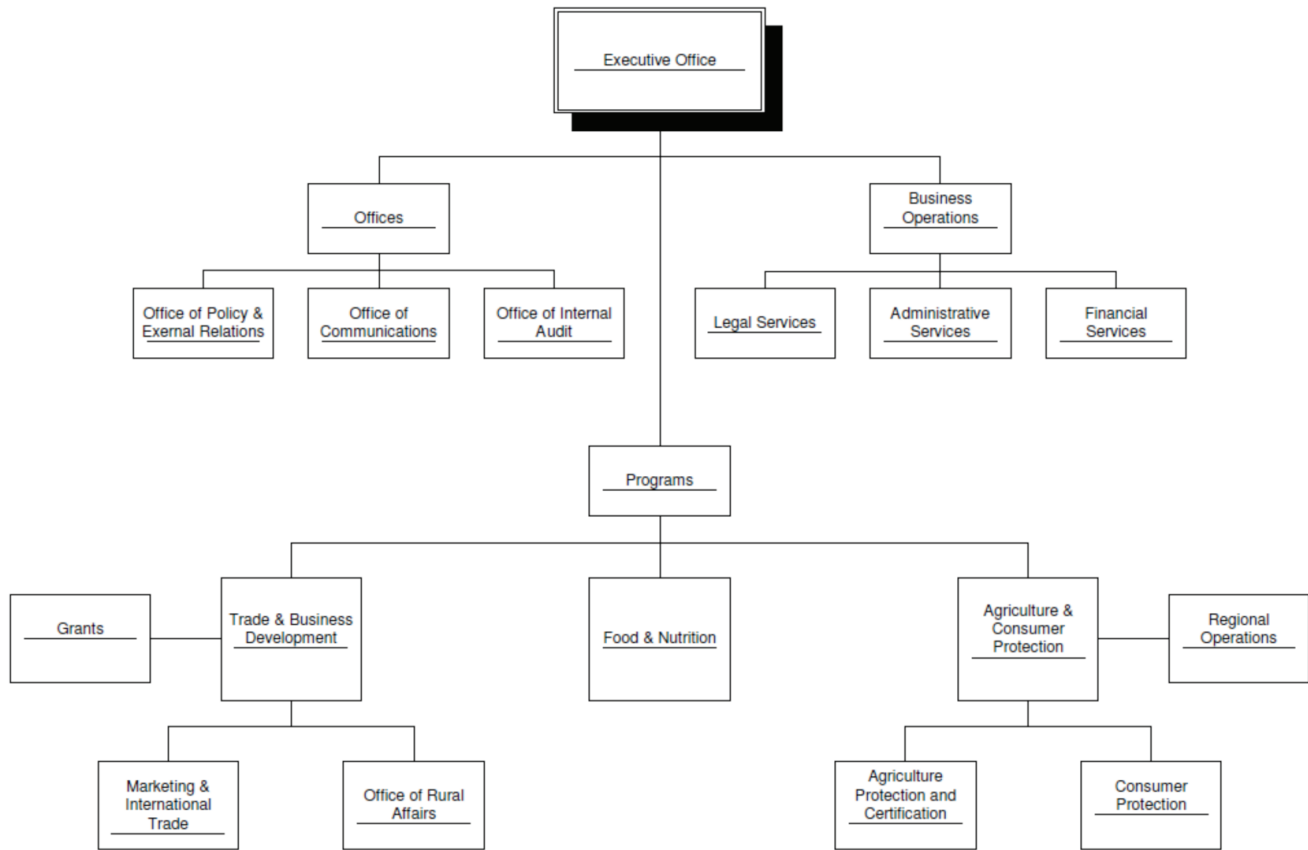 Executive Office
Offices
Business
Operations
Office of Policy &
Exernal Relations
Office of
Communications
Office of Internal
Audit
Legal Services
Administrative
Services
Financial
Services
Programs
Grants
Trade & Business
Development
Food & Nutrition
Agriculture &
Consumer
Protection
Regional
Operations
Marketing &
International
Trade
Office of Rural
Affairs
Agriculture
Protection and
Certification
Consumer
Protection